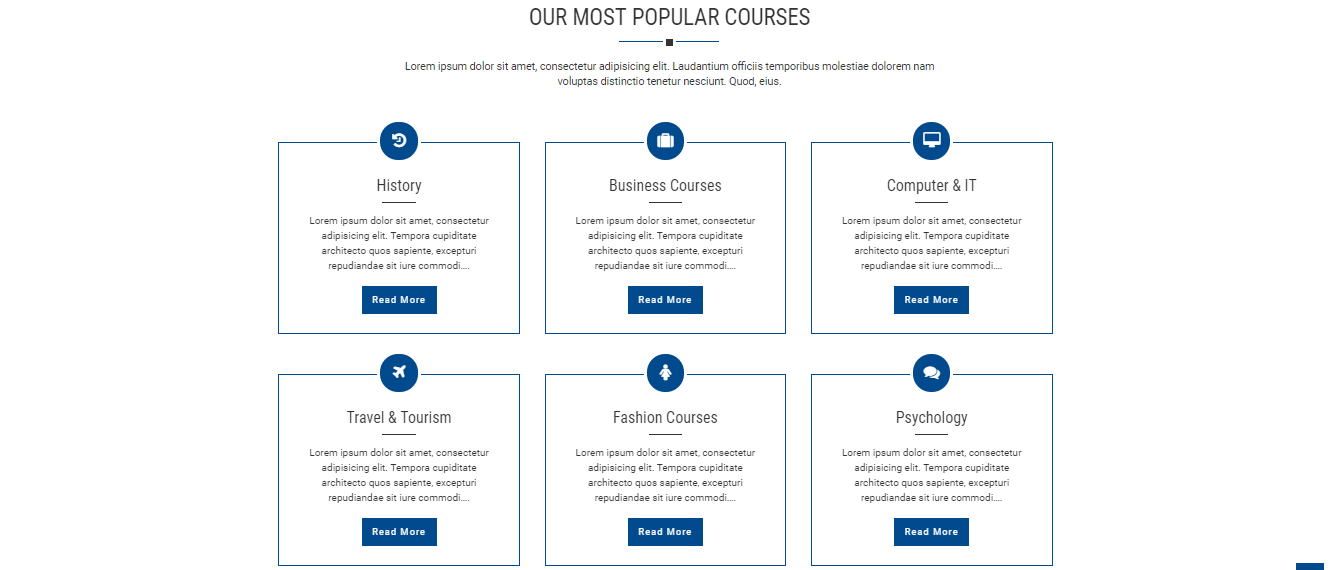 OUR MOST POPULAR COURSES
Lorem ipsum dolor sit amet, consectetur adipisicing elit. Laudantium officiis temporibus molestiae dolorem nam
voluptas distinctio tenetur nesciunt. Quod, eius.
History
Lorem ipsum dolor sit amet, consectetur
adipisicing elit. Tempora cupiditate
architecto quos sapiente, excepturi
repudiandae sit iure commodi....
Read More
Business Courses
Lorem ipsum dolor sit amet, consectetur
adipisicing elit. Tempora cupiditate
architecto quos sapiente, excepturi
repudiandae sit iure commodi....
Read More
Computer & IT
Lorem ipsum dolor sit amet, consectetur
adipisicing elit. Tempora cupiditate
architecto quos sapiente, excepturi
repudiandae sit iure commodi....
Read More
Travel & Tourism
Lorem ipsum dolor sit amet, consectetur
adipisicing elit. Tempora cupiditate
architecto quos sapiente, excepturi
repudiandae sit iure commodi....
Read More
Fashion Courses
Lorem ipsum dolor sit amet, consectetur
adipisicing elit. Tempora cupiditate
architecto quos sapiente, excepturi
repudiandae sit iure commodi....
Read More
Psychology
Lorem ipsum dolor sit amet, consectetur
adipisicing elit. Tempora cupiditate
architecto quos sapiente, excepturi
repudiandae sit iure commodi....
Read More